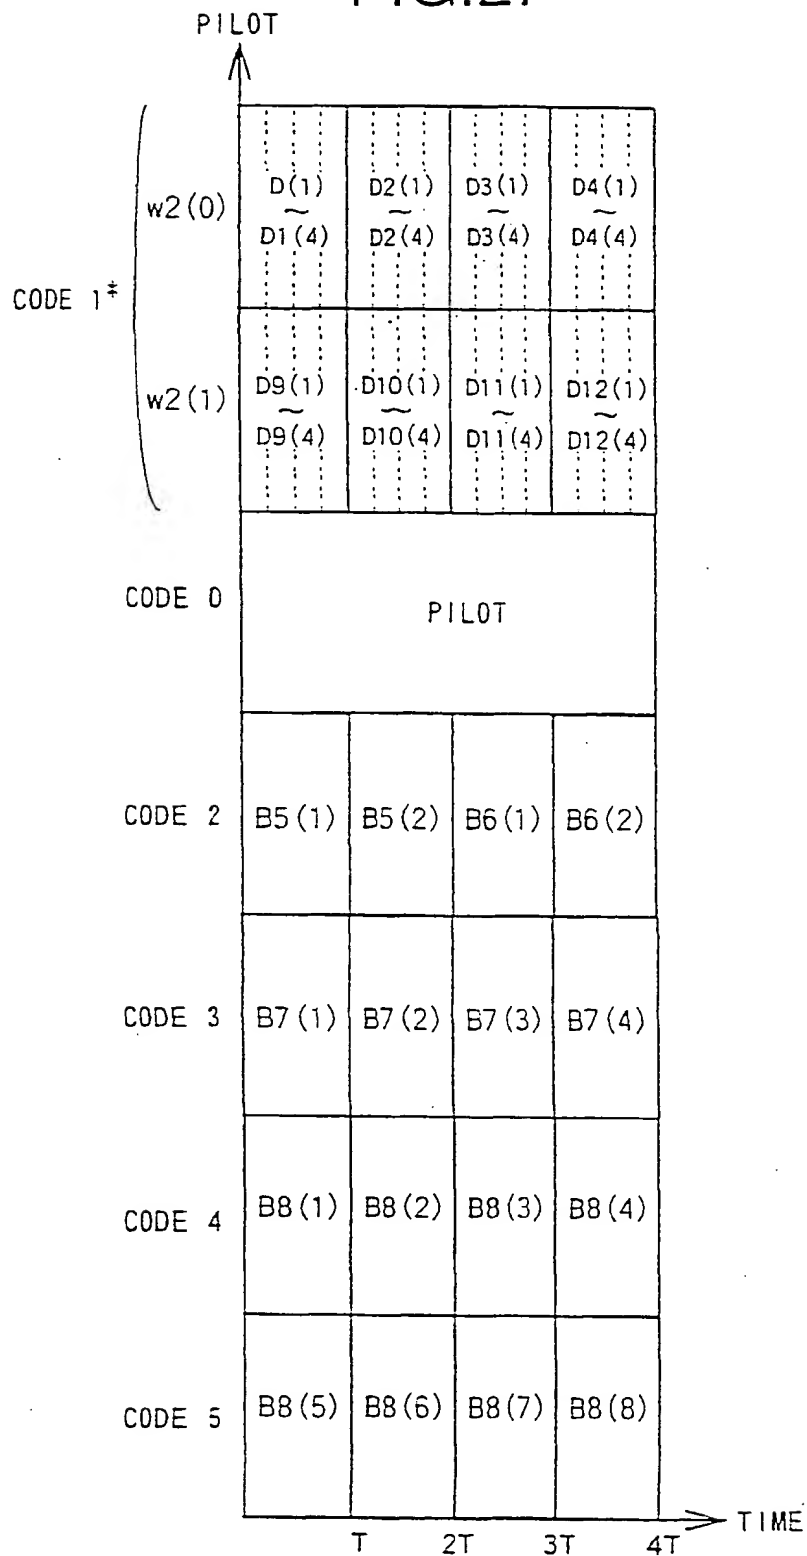 PILOT
w2(0) D(1) D2(1) D3(1) D4(1)
~ ~ ~ ~
D1(4) D2(4) D3(4) D4(4)
CODE 1‡
w2(1) D9(1) D10(1) D11(1) D12(1)
~ ~ ~ ~
D9(4) D10(4) D11(4) D12(4)
CODE 0 PILOT
CODE 2 B5(1) B5(2) B6(1) B6(2)
CODE 3 B7(1) B7(2) B7(3) B7(4)
CODE 4 B8(1) B8(2) B8(3) B8(4)
CODE 5 B8(5) B8(6) B8(7) B8(8)
TIME
T 2T 3T 4T